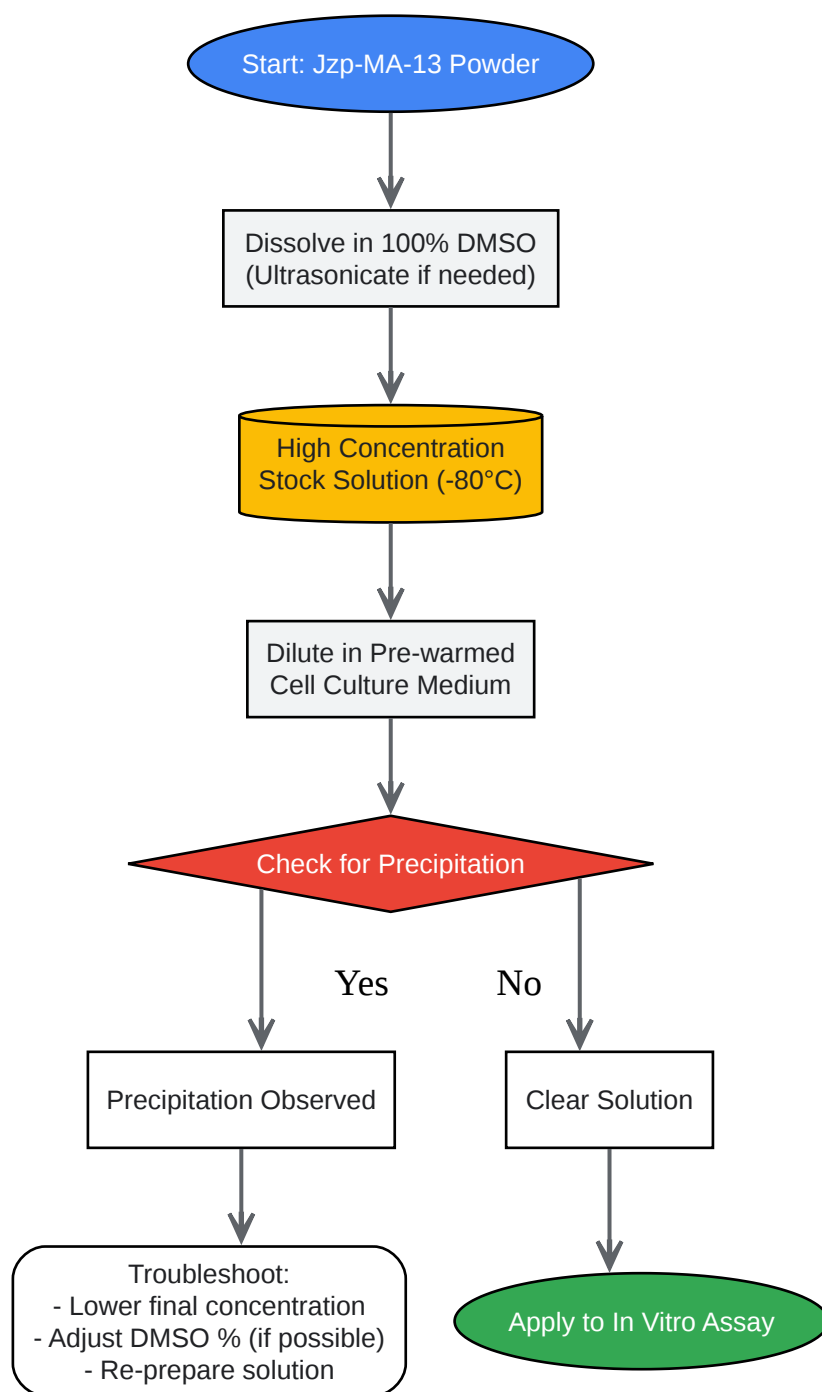 Start: Jzp-MA-13 Powder
Dissolve in 100% DMSO
(Ultrasonicate if needed)
High Concentration
Stock Solution (-80°C)
Dilute in Pre-warmed
Cell Culture Medium
Check for Precipitation
Yes
No
Precipitation Observed
Clear Solution
Troubleshoot:
- Lower final concentration
- Adjust DMSO % (if possible)
- Re-prepare solution
Apply to In Vitro Assay